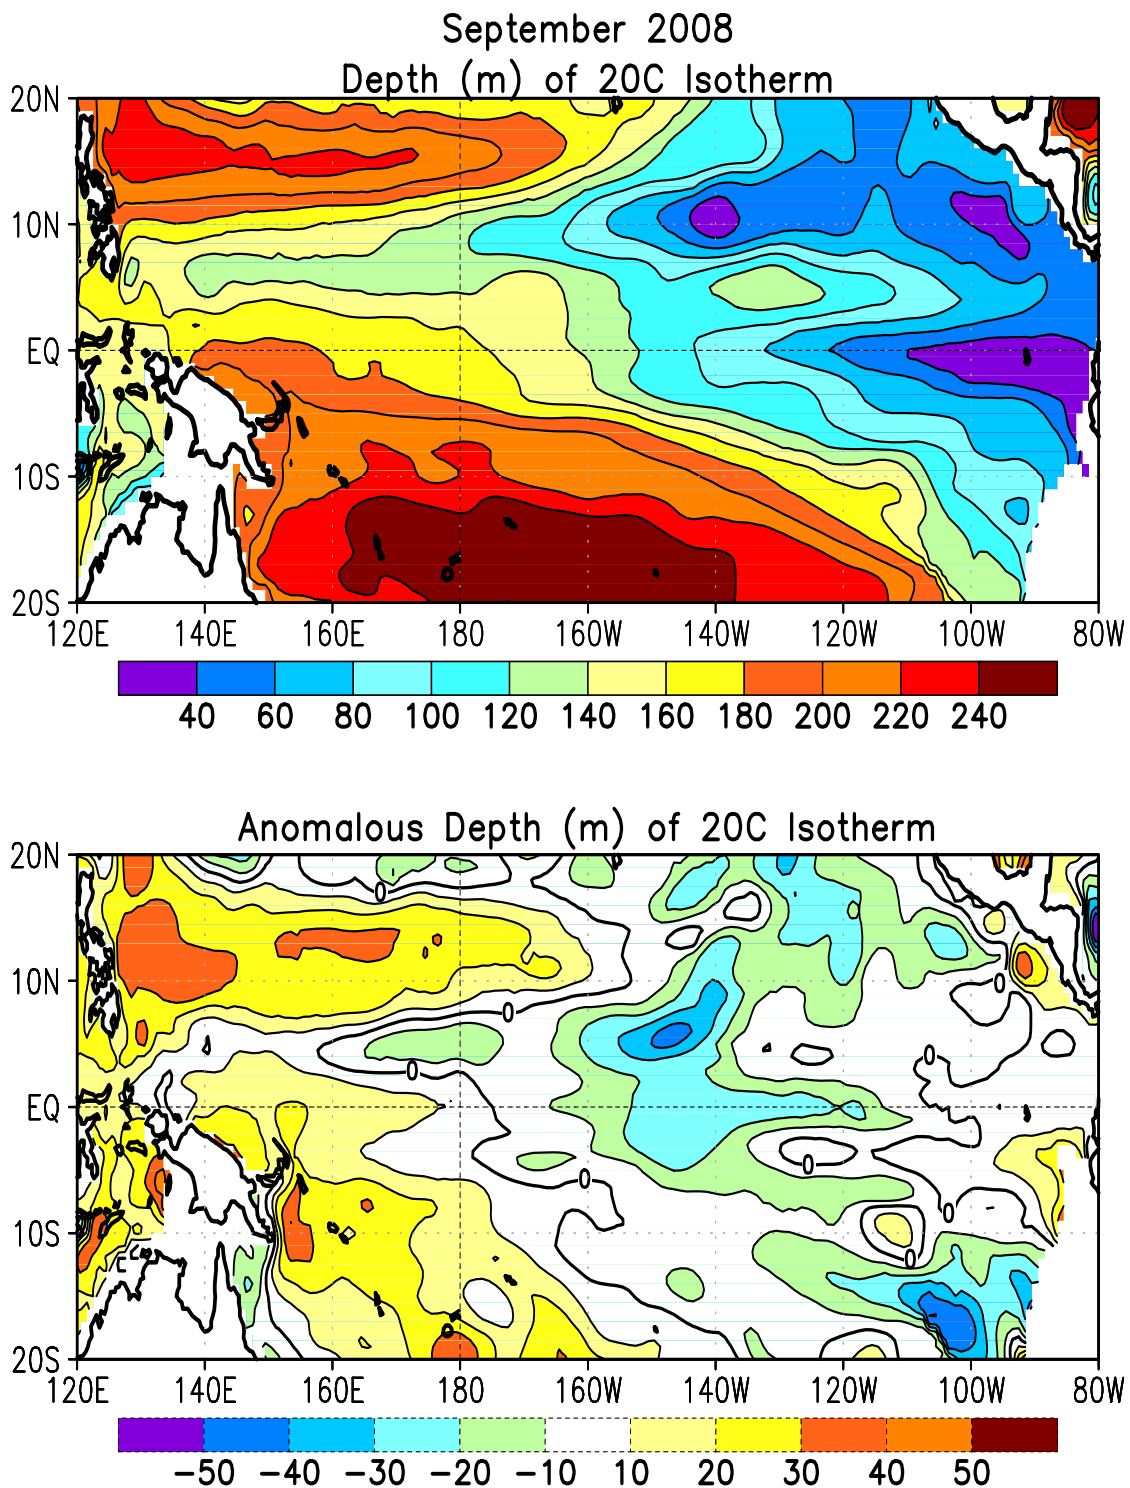 September 2008
Depth (m) of 20C Isotherm
20N
10N
EQ
10S
20S
120E 140E 160E 180 160W 140W 120W 100W 80W
40 60 80 100 120 140 160 180 200 220 240
Anomalous Depth (m) of 20C Isotherm
20N
0
10N
0
0
0
0
EQ
0
0
0
10S
0
20S
120E 140E 160E 180 160W 140W 120W 100W 80W
-50 -40 -30 -20 -10 10 20 30 40 50